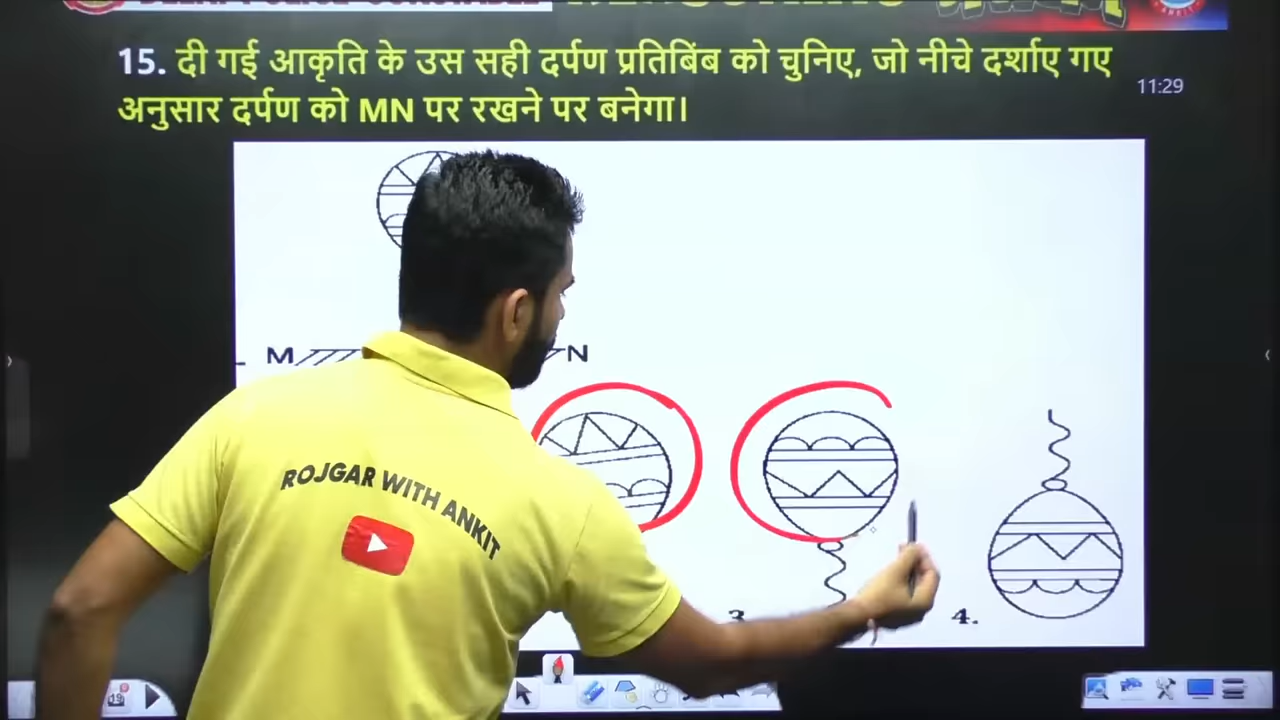 15. दी गई आकृति के उस सही दर्पण प्रतिबिंब को चुनिए, जो नीचे दर्शाए गए
11:29
अनुसार दर्पण को MN पर रखने पर बनेगा।
M
N
ROJGAR WITH ANKIT
3
4.